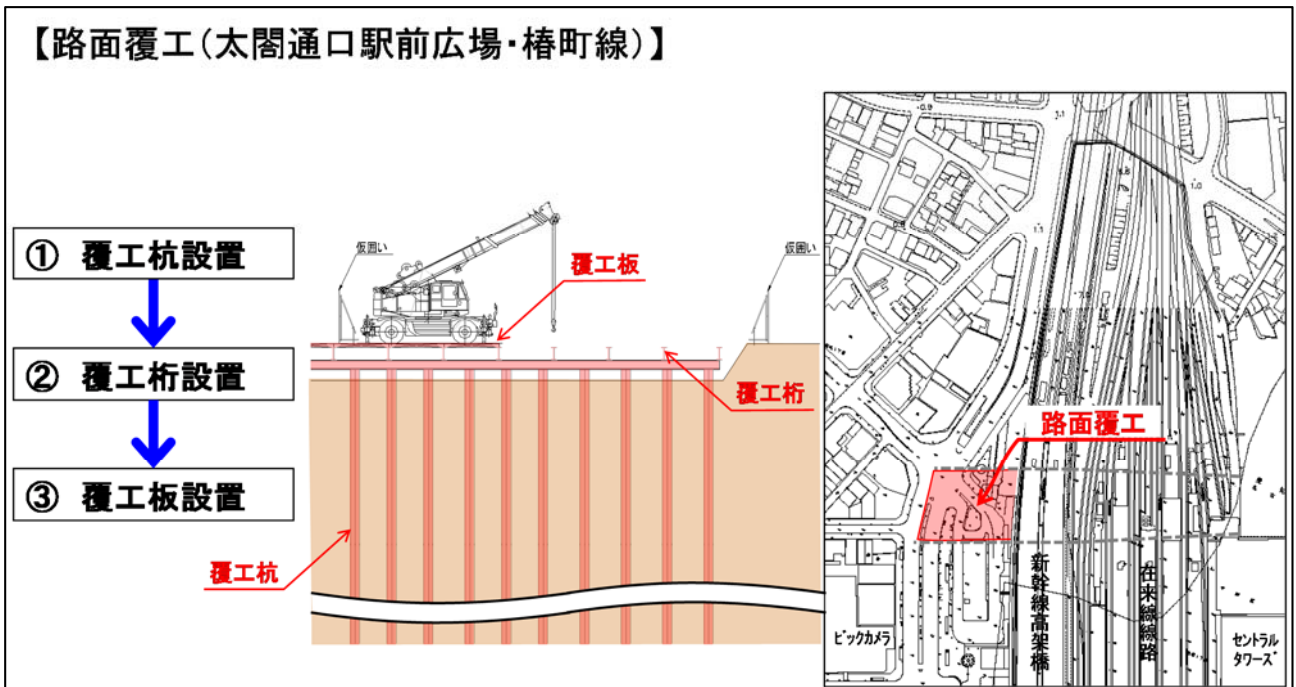 【路面覆工(太閤通口駅前広場・椿町線)】
① 覆工杭設置
② 覆工桁設置
③ 覆工板設置
仮囲い
覆工板
仮囲い
覆工桁
覆工杭
路面覆工
新幹線高架橋
在来線線路
ビックカメラ
セントラル
タワーズ